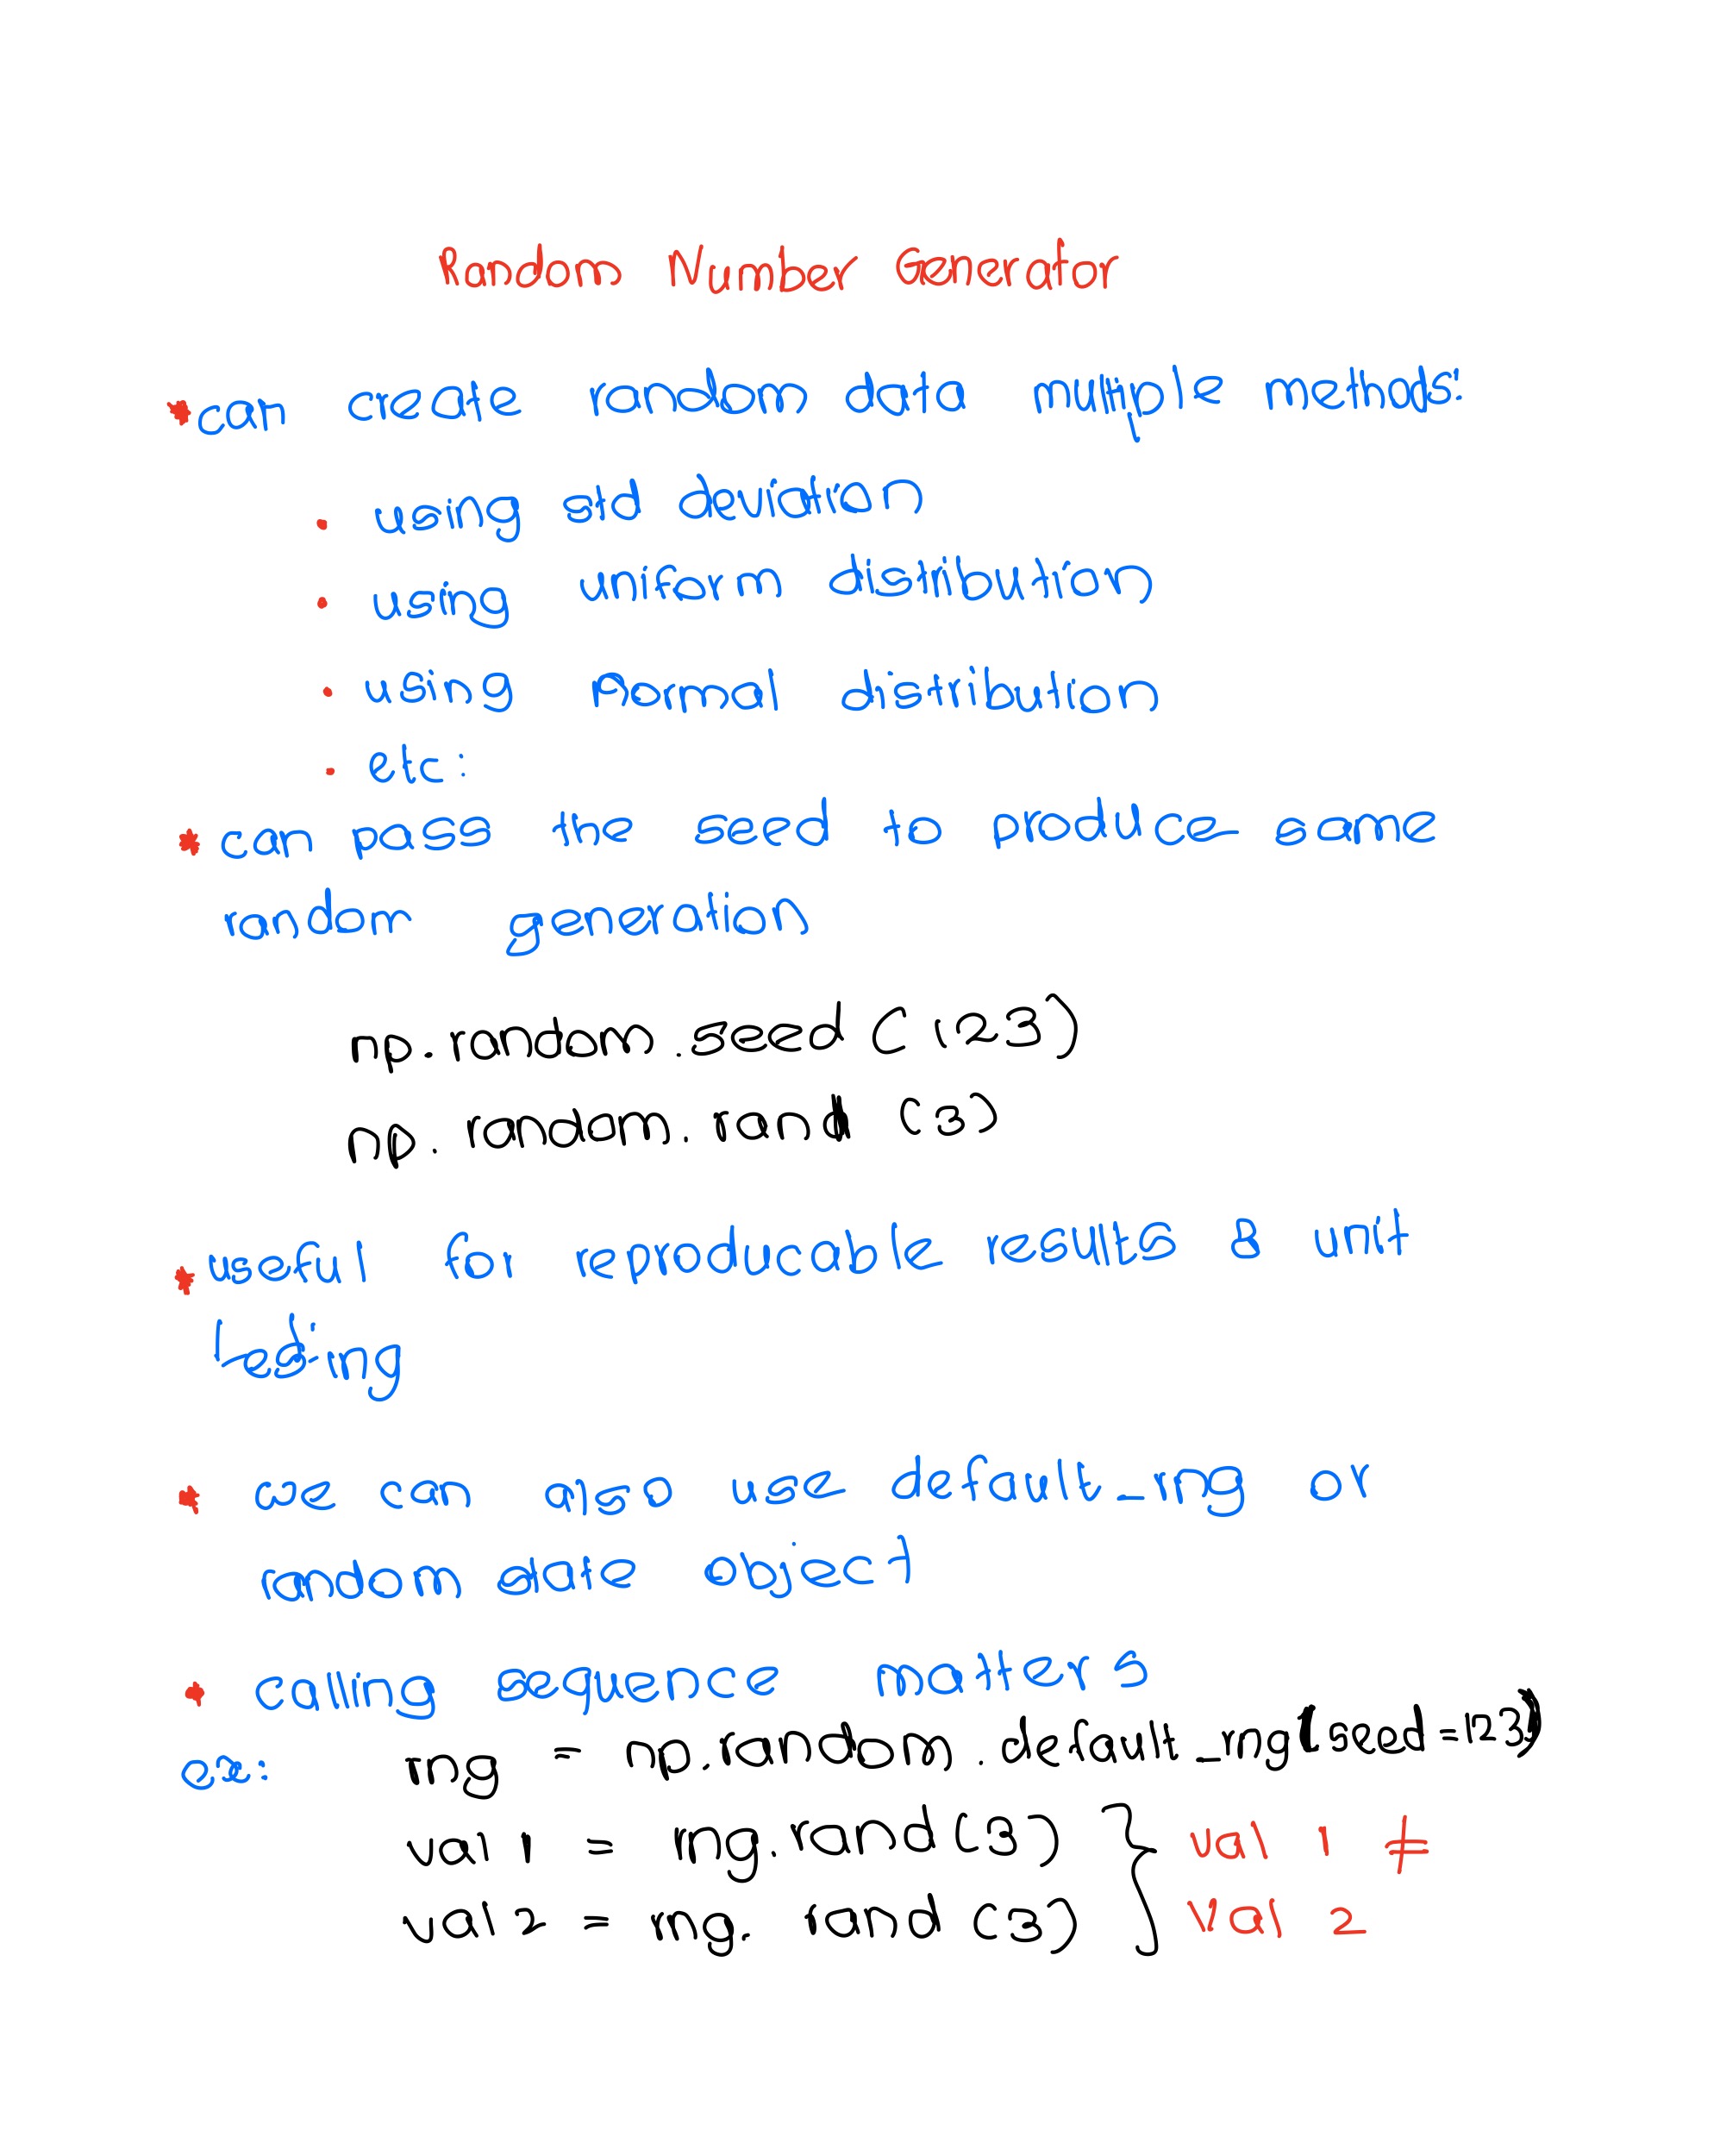 Random Number Generator
*can create random data multiple methods:
• using std deviation
• using uniform distribution
• using normal distribution
• etc:
* can pass the seed to produce same
random generation
np.random.seed (123)
np. random. rand (3)
* useful for reproducable results & unit
testing
* we can also use default_rng or
random state object
* calling sequence matters
ex: rng = np.random.default_rng(seed=123)
val 1 = rng.rand(3) } val 1 ≠
val 2 = rng. rand (3) val 2